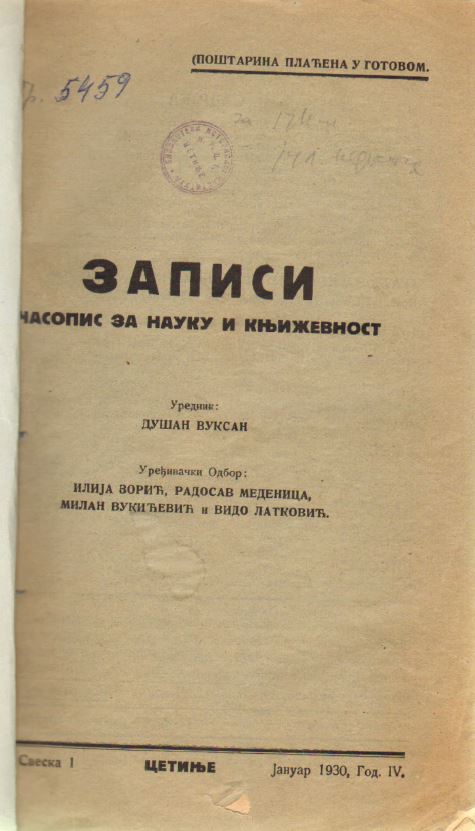 (ПОШТАРИНА ПЛАЋЕНА У ГОТОВОМ.
5459
ЗАПИСИ
ЧАСОПИС ЗА НАУКУ И КЊИЖЕВНОСТ
Уредник:
ДУШАН ВУКСАН
Уређивачки Одбор:
ИЛИЈА ЗОРИЋ, РАДОСАВ МЕДЕНИЦА,
МИЛАН ВУКИЋЕВИЋ и ВИДО ЛАТКОВИЋ.
Свеска 1 ЦЕТИЊЕ Јануар 1930, Год. IV.